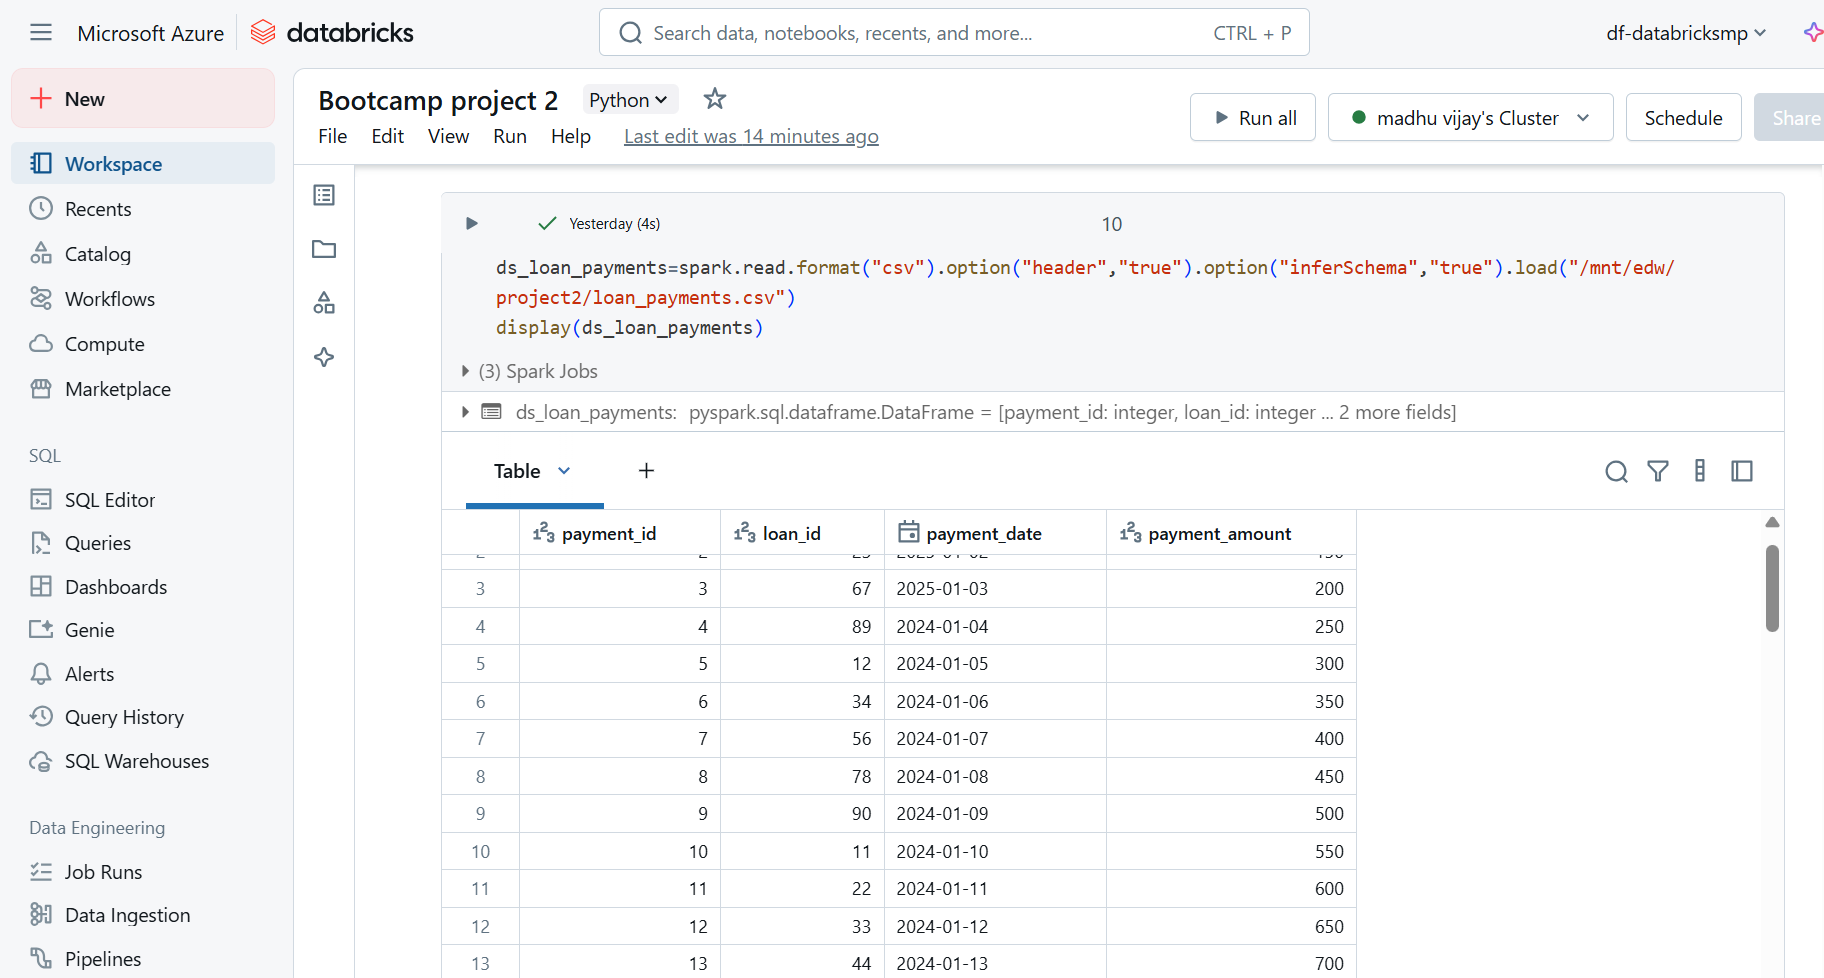 Microsoft Azure databricks Search data, notebooks, recents, and more... CTRL + P df-databricksmp
New
Workspace
Recents
Catalog
Workflows
Compute
Marketplace
SQL
SQL Editor
Queries
Dashboards
Genie
Alerts
Query History
SQL Warehouses
Data Engineering
Job Runs
Data Ingestion
Pipelines
Bootcamp project 2 Python
File Edit View Run Help Last edit was 14 minutes ago
Run all madhu vijay's Cluster Schedule Share
Yesterday (4s) 10
ds_loan_payments=spark.read.format("csv").option("header","true").option("inferSchema","true").load("/mnt/edw/
project2/loan_payments.csv")
display(ds_loan_payments)
(3) Spark Jobs
ds_loan_payments: pyspark.sql.dataframe.DataFrame = [payment_id: integer, loan_id: integer ... 2 more fields]
Table +
payment_id loan_id payment_date payment_amount
3 3 67 2025-01-03 200
4 4 89 2024-01-04 250
5 5 12 2024-01-05 300
6 6 34 2024-01-06 350
7 7 56 2024-01-07 400
8 8 78 2024-01-08 450
9 9 90 2024-01-09 500
10 10 11 2024-01-10 550
11 11 22 2024-01-11 600
12 12 33 2024-01-12 650
13 13 44 2024-01-13 700